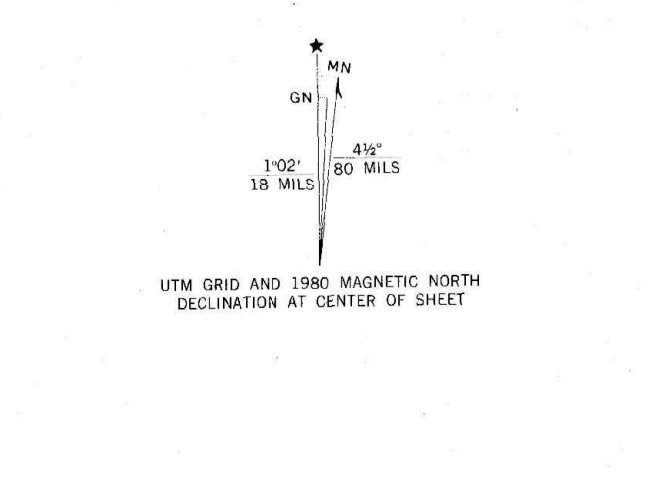 ★
MN
GN
4½°
80 MILS
1°02'
18 MILS
UTM GRID AND 1980 MAGNETIC NORTH
DECLINATION AT CENTER OF SHEET